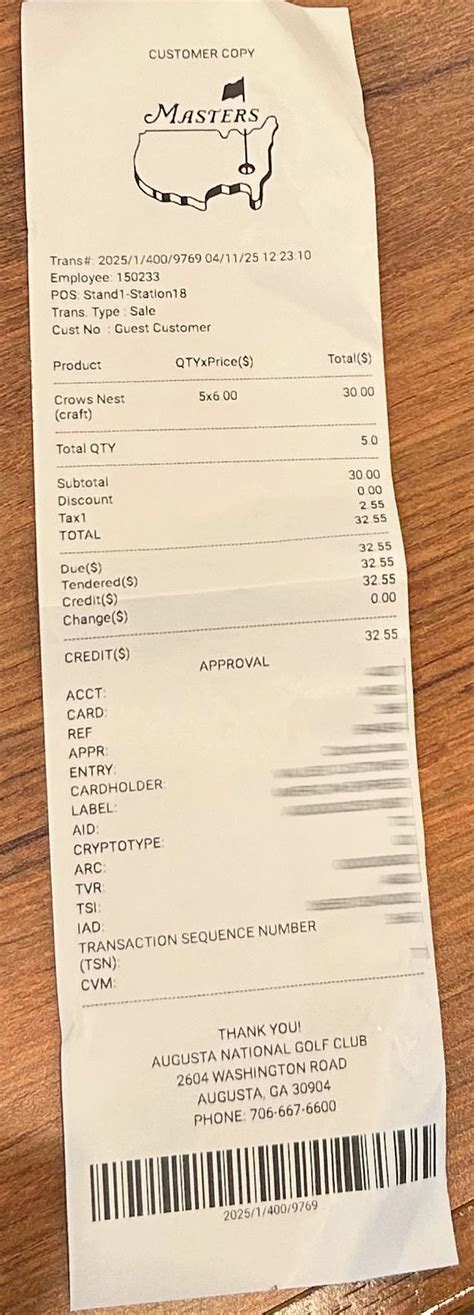 CUSTOMER COPY
MASTERS
Trans#: 2025/1/400/9769 04/11/25 12:23:10
Employee: 150233
POS: Stand1-Station18
Trans. Type : Sale
Cust No : Guest Customer
Product QTYxPrice($) Total($)
Crows Nest 5x6.00 30.00
(craft)
Total QTY 5.0
Subtotal 30.00
Discount 0.00
Tax1 2.55
TOTAL 32.55
Due($) 32.55
Tendered($) 32.55
Credit($) 32.55
Change($) 0.00
CREDIT($) 32.55
APPROVAL
ACCT:
CARD:
REF
APPR:
ENTRY:
CARDHOLDER:
LABEL:
AID:
CRYPTOTYPE:
ARC:
TVR:
TSI:
IAD:
TRANSACTION SEQUENCE NUMBER
(TSN):
CVM:
THANK YOU!
AUGUSTA NATIONAL GOLF CLUB
2604 WASHINGTON ROAD
AUGUSTA, GA 30904
PHONE: 706-667-6600
2025/1/400/9769